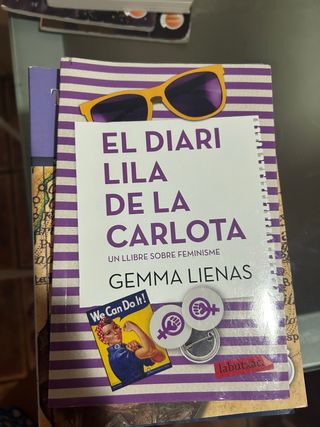 EL DIARI
LILA
DE LA
CARLOTA
UN LLIBRE SOBRE FEMINISME
GEMMA LIENAS
We Can Do It!
labutxaca